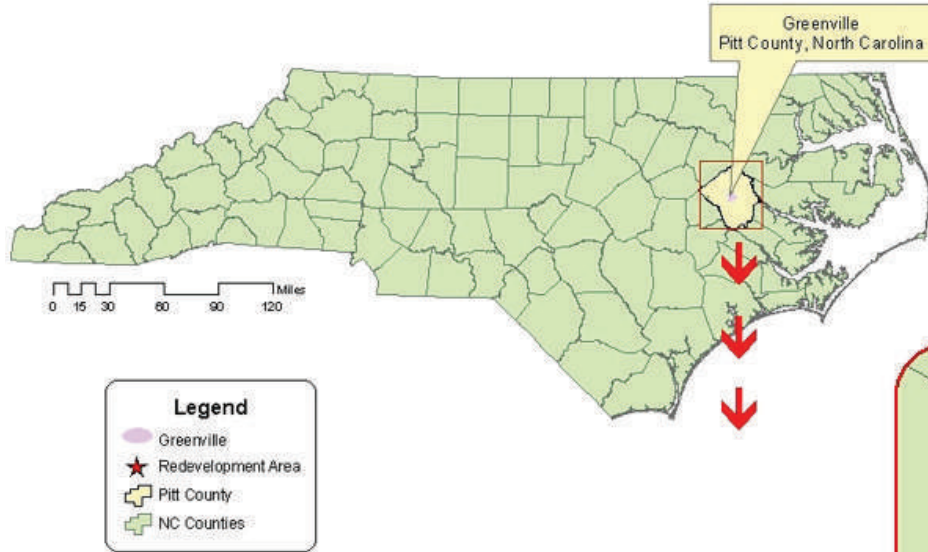 Greenville
Pitt County, North Carolina
Miles
0 15 30 60 90 120
Legend
Greenville
Redevelopment Area
Pitt County
NC Counties